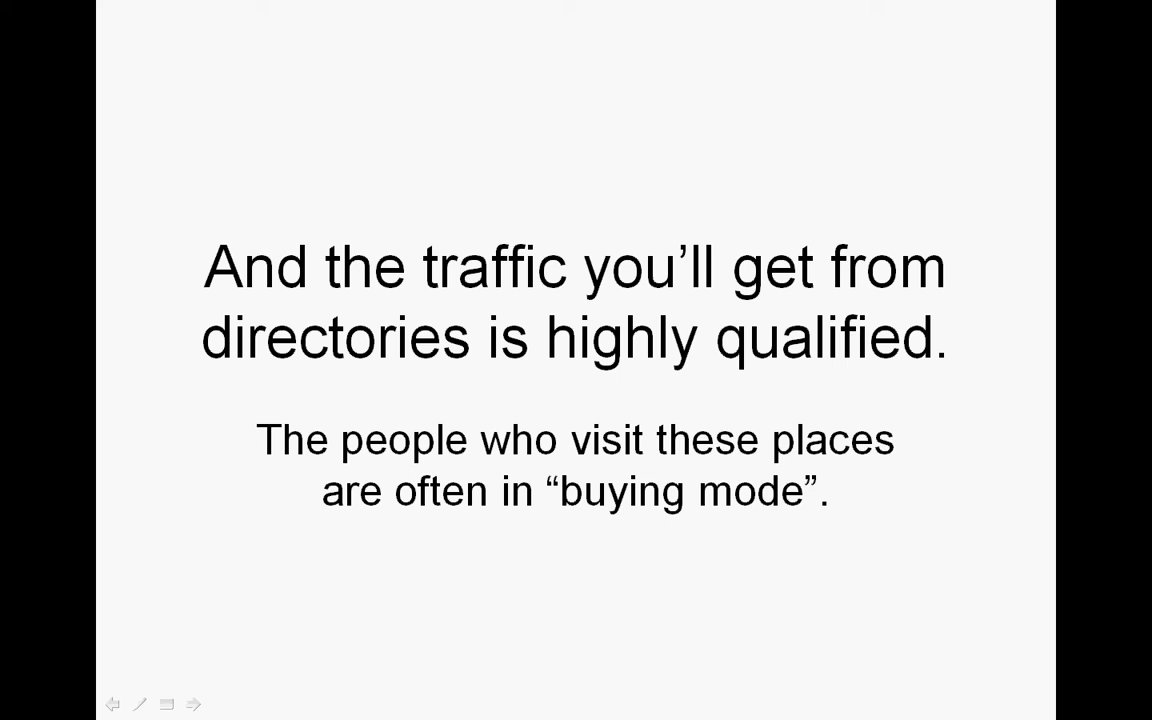 And the traffic you’ll get from
directories is highly qualified.
The people who visit these places
are often in “buying mode”.